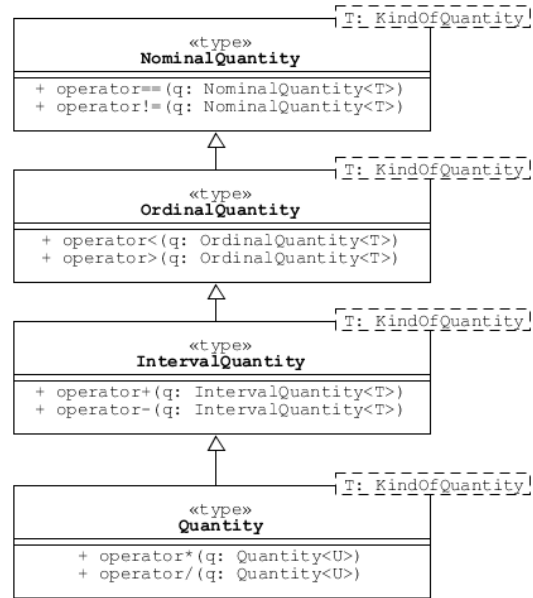 T: KindOfQuantity
«type»
NominalQuantity
+ operator==(q: NominalQuantity<T>)
+ operator!=(q: NominalQuantity<T>)
T: KindOfQuantity
«type»
OrdinalQuantity
+ operator<(q: OrdinalQuantity<T>)
+ operator>(q: OrdinalQuantity<T>)
T: KindOfQuantity
«type»
IntervalQuantity
+ operator+(q: IntervalQuantity<T>)
+ operator-(q: IntervalQuantity<T>)
T: KindOfQuantity
«type»
Quantity
+ operator*(q: Quantity<U>)
+ operator/(q: Quantity<U>)